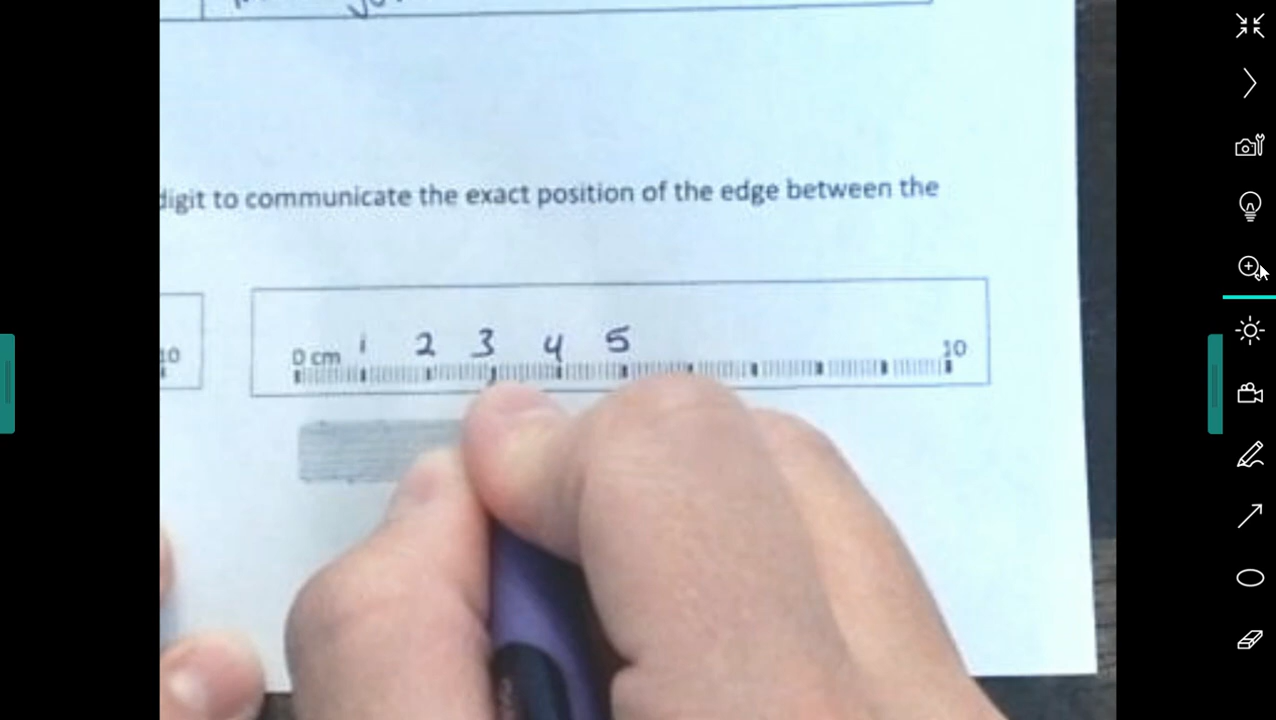 digit to communicate the exact position of the edge between the
10
1 2 3 4 5
0 cm 10